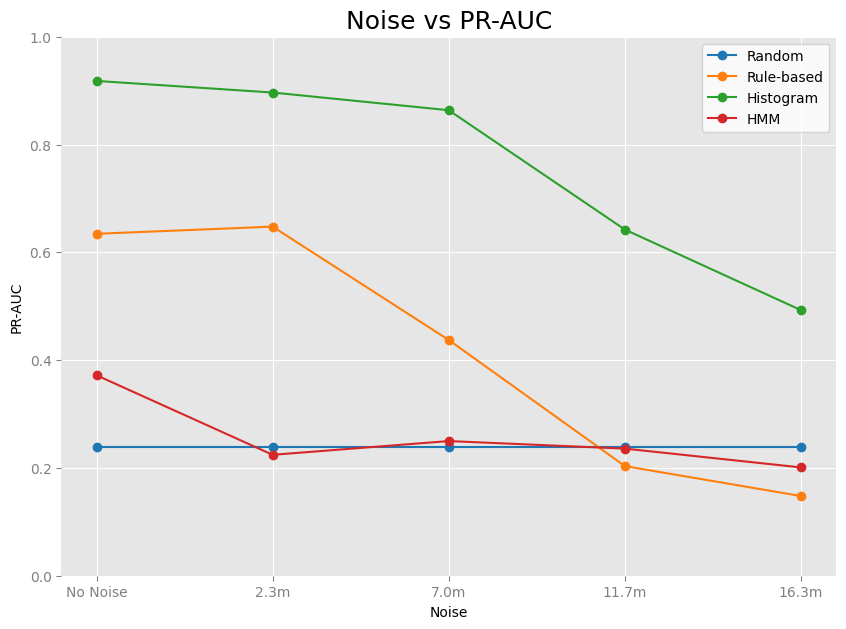 Noise vs PR-AUC
Random
Rule-based
Histogram
HMM
1.0
0.8
0.6
0.4
0.2
0.0
PR-AUC
No Noise
2.3m
7.0m
11.7m
16.3m
Noise